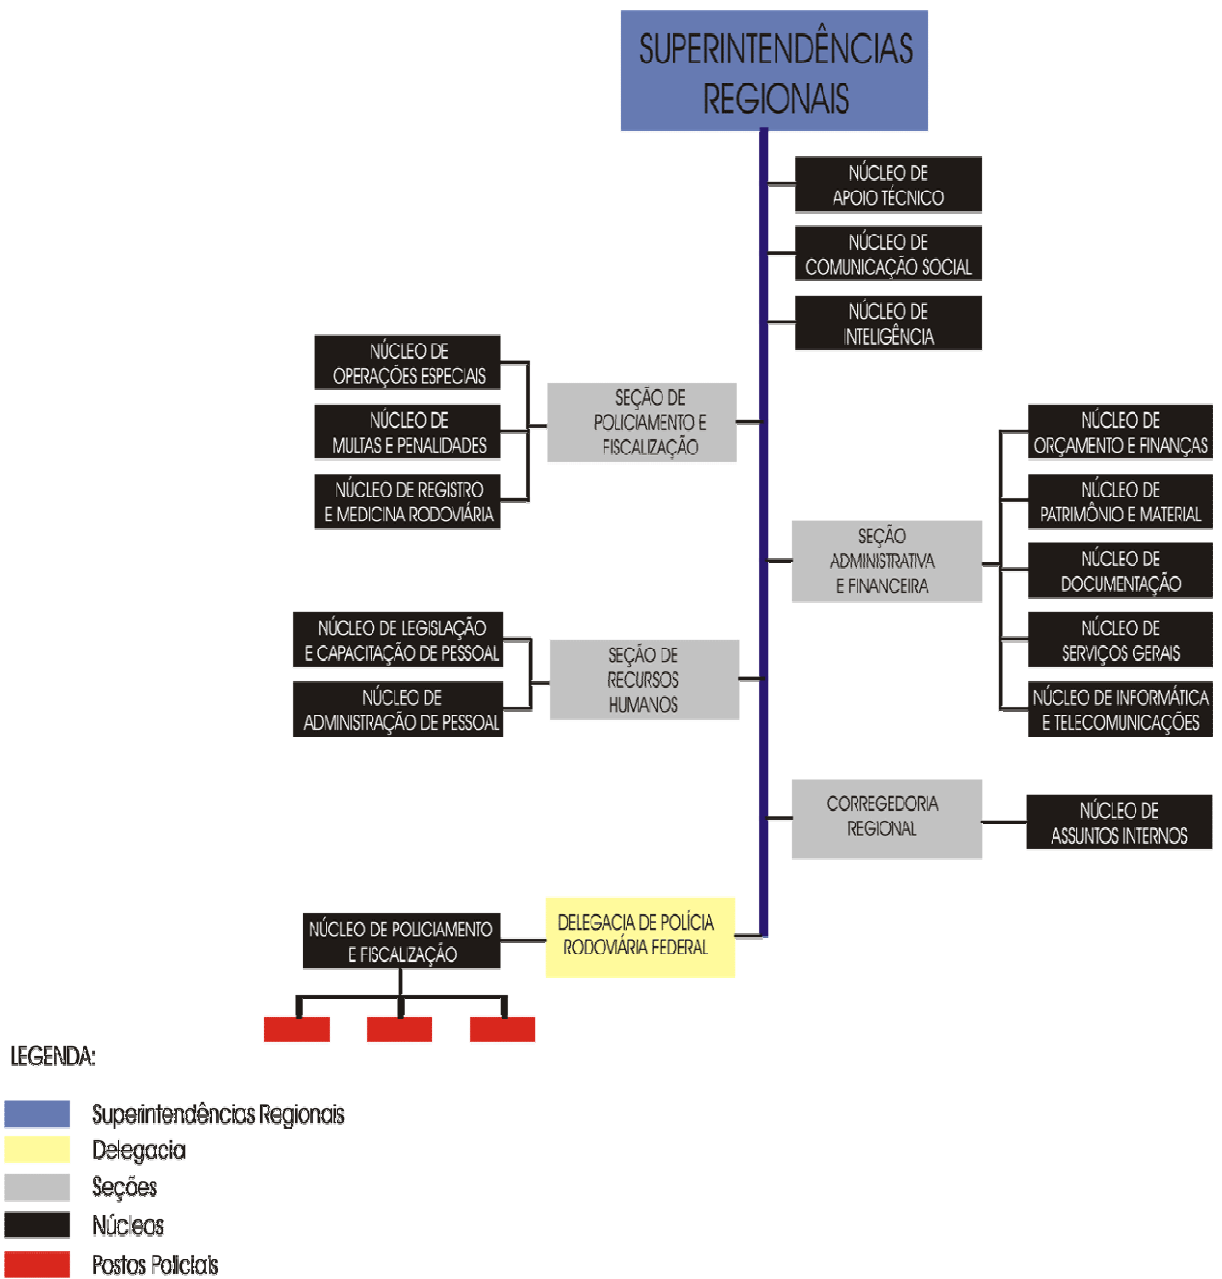 SUPERINTENDÊNCIAS
REGIONAIS
NÚCLEO DE
APOIO TÉCNICO
NÚCLEO DE
COMUNICAÇÃO SOCIAL
NÚCLEO DE
INTELIGÊNCIA
NÚCLEO DE
OPERAÇÕES ESPECIAIS
NÚCLEO DE
MULTAS E PENALIDADES
NÚCLEO DE REGISTRO
E MEDICINA RODOVIÁRIA
SEÇÃO DE
POLICIAMENTO E
FISCALIZAÇÃO
SEÇÃO
ADMINISTRATIVA
E FINANCEIRA
NÚCLEO DE
ORÇAMENTO E FINANÇAS
NÚCLEO DE
PATRIMÔNIO E MATERIAL
NÚCLEO DE
DOCUMENTAÇÃO
NÚCLEO DE
SERVIÇOS GERAIS
NÚCLEO DE INFORMÁTICA
E TELECOMUNICAÇÕES
NÚCLEO DE LEGISLAÇÃO
E CAPACITAÇÃO DE PESSOAL
NÚCLEO DE
ADMINISTRAÇÃO DE PESSOAL
SEÇÃO DE
RECURSOS
HUMANOS
CORREGEDORIA
REGIONAL
NÚCLEO DE
ASSUNTOS INTERNOS
NÚCLEO DE POLICIAMENTO
E FISCALIZAÇÃO
DELEGACIA DE POLÍCIA
RODOVIÁRIA FEDERAL
LEGENDA:
Superintendências Regionais
Delegacia
Seções
Núcleos
Postos Policiais